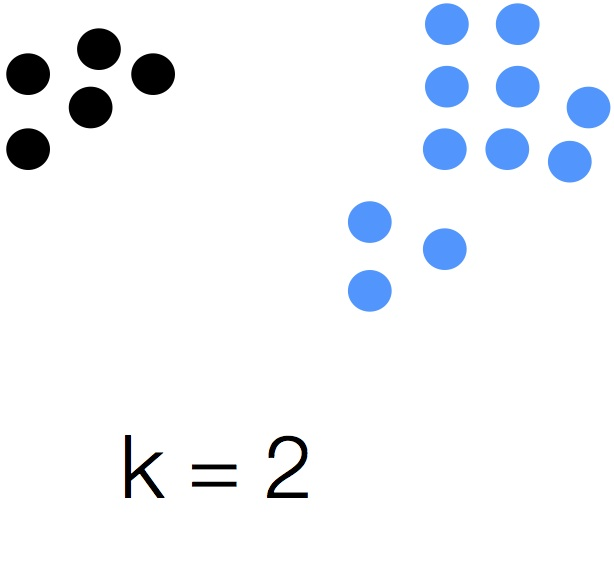 k = 2